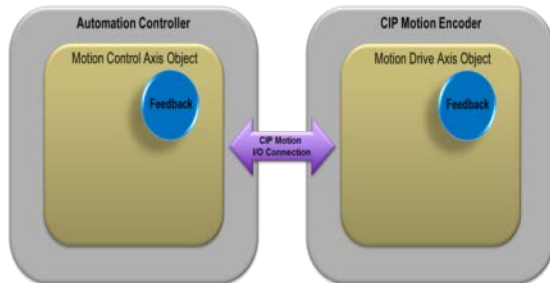 Automation Controller
Motion Control Axis Object
Feedback
CIP Motion
I/O Connection
CIP Motion Encoder
Motion Drive Axis Object
Feedback